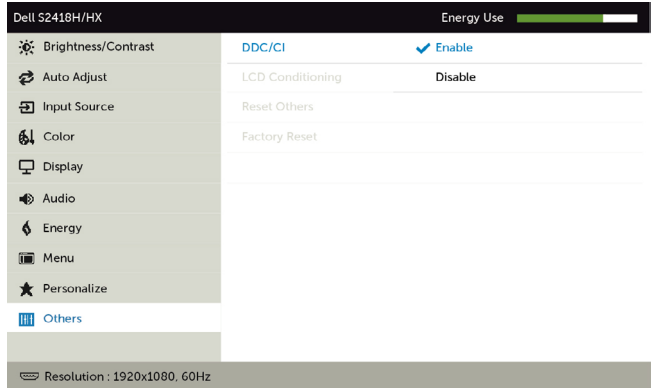 Dell S2418H/HX Energy Use
Brightness/Contrast DDC/CI Enable
Auto Adjust LCD Conditioning Disable
Input Source Reset Others
Color Factory Reset
Display
Audio
Energy
Menu
Personalize
Others
Resolution : 1920x1080, 60Hz